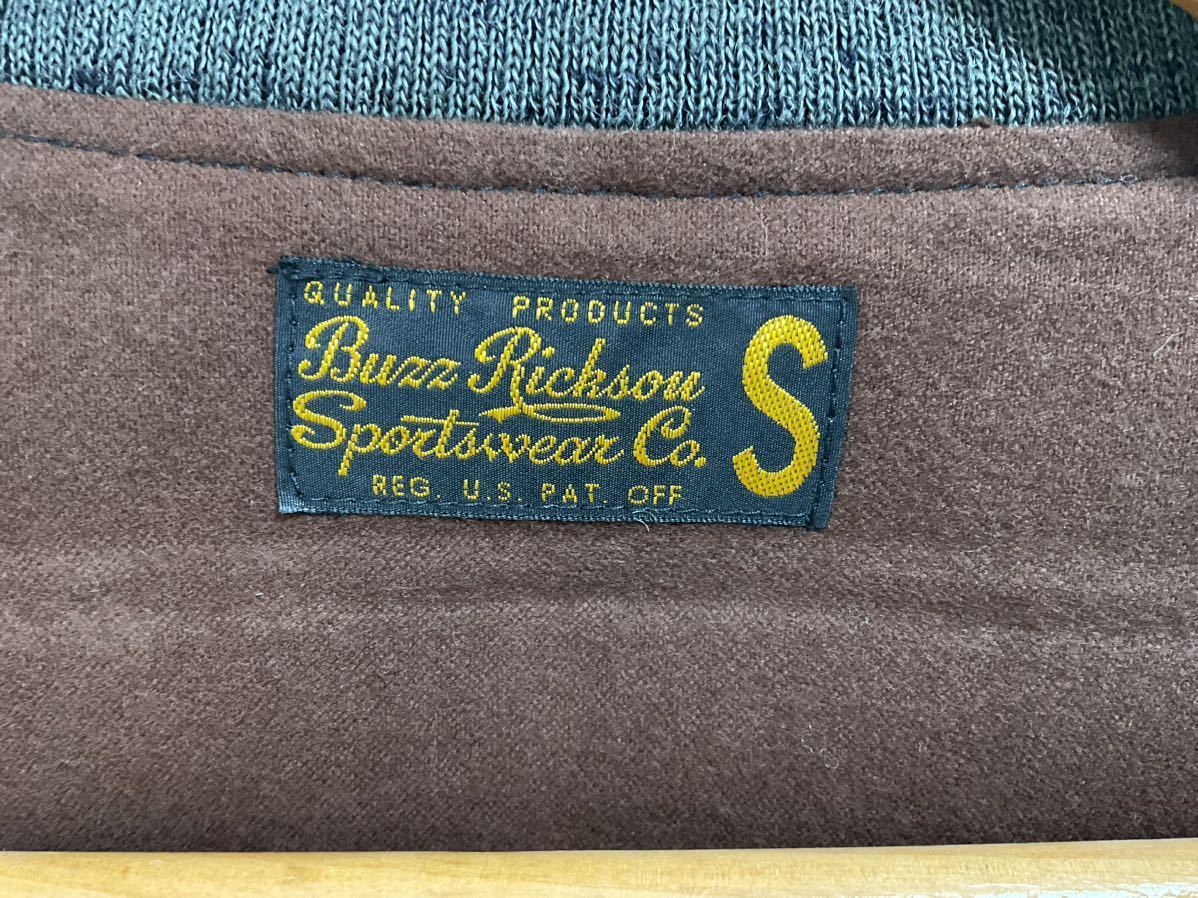 QUALITY PRODUCTS
Buzz Rickson
Sportswear Co.
REG. U.S. PAT. OFF
S